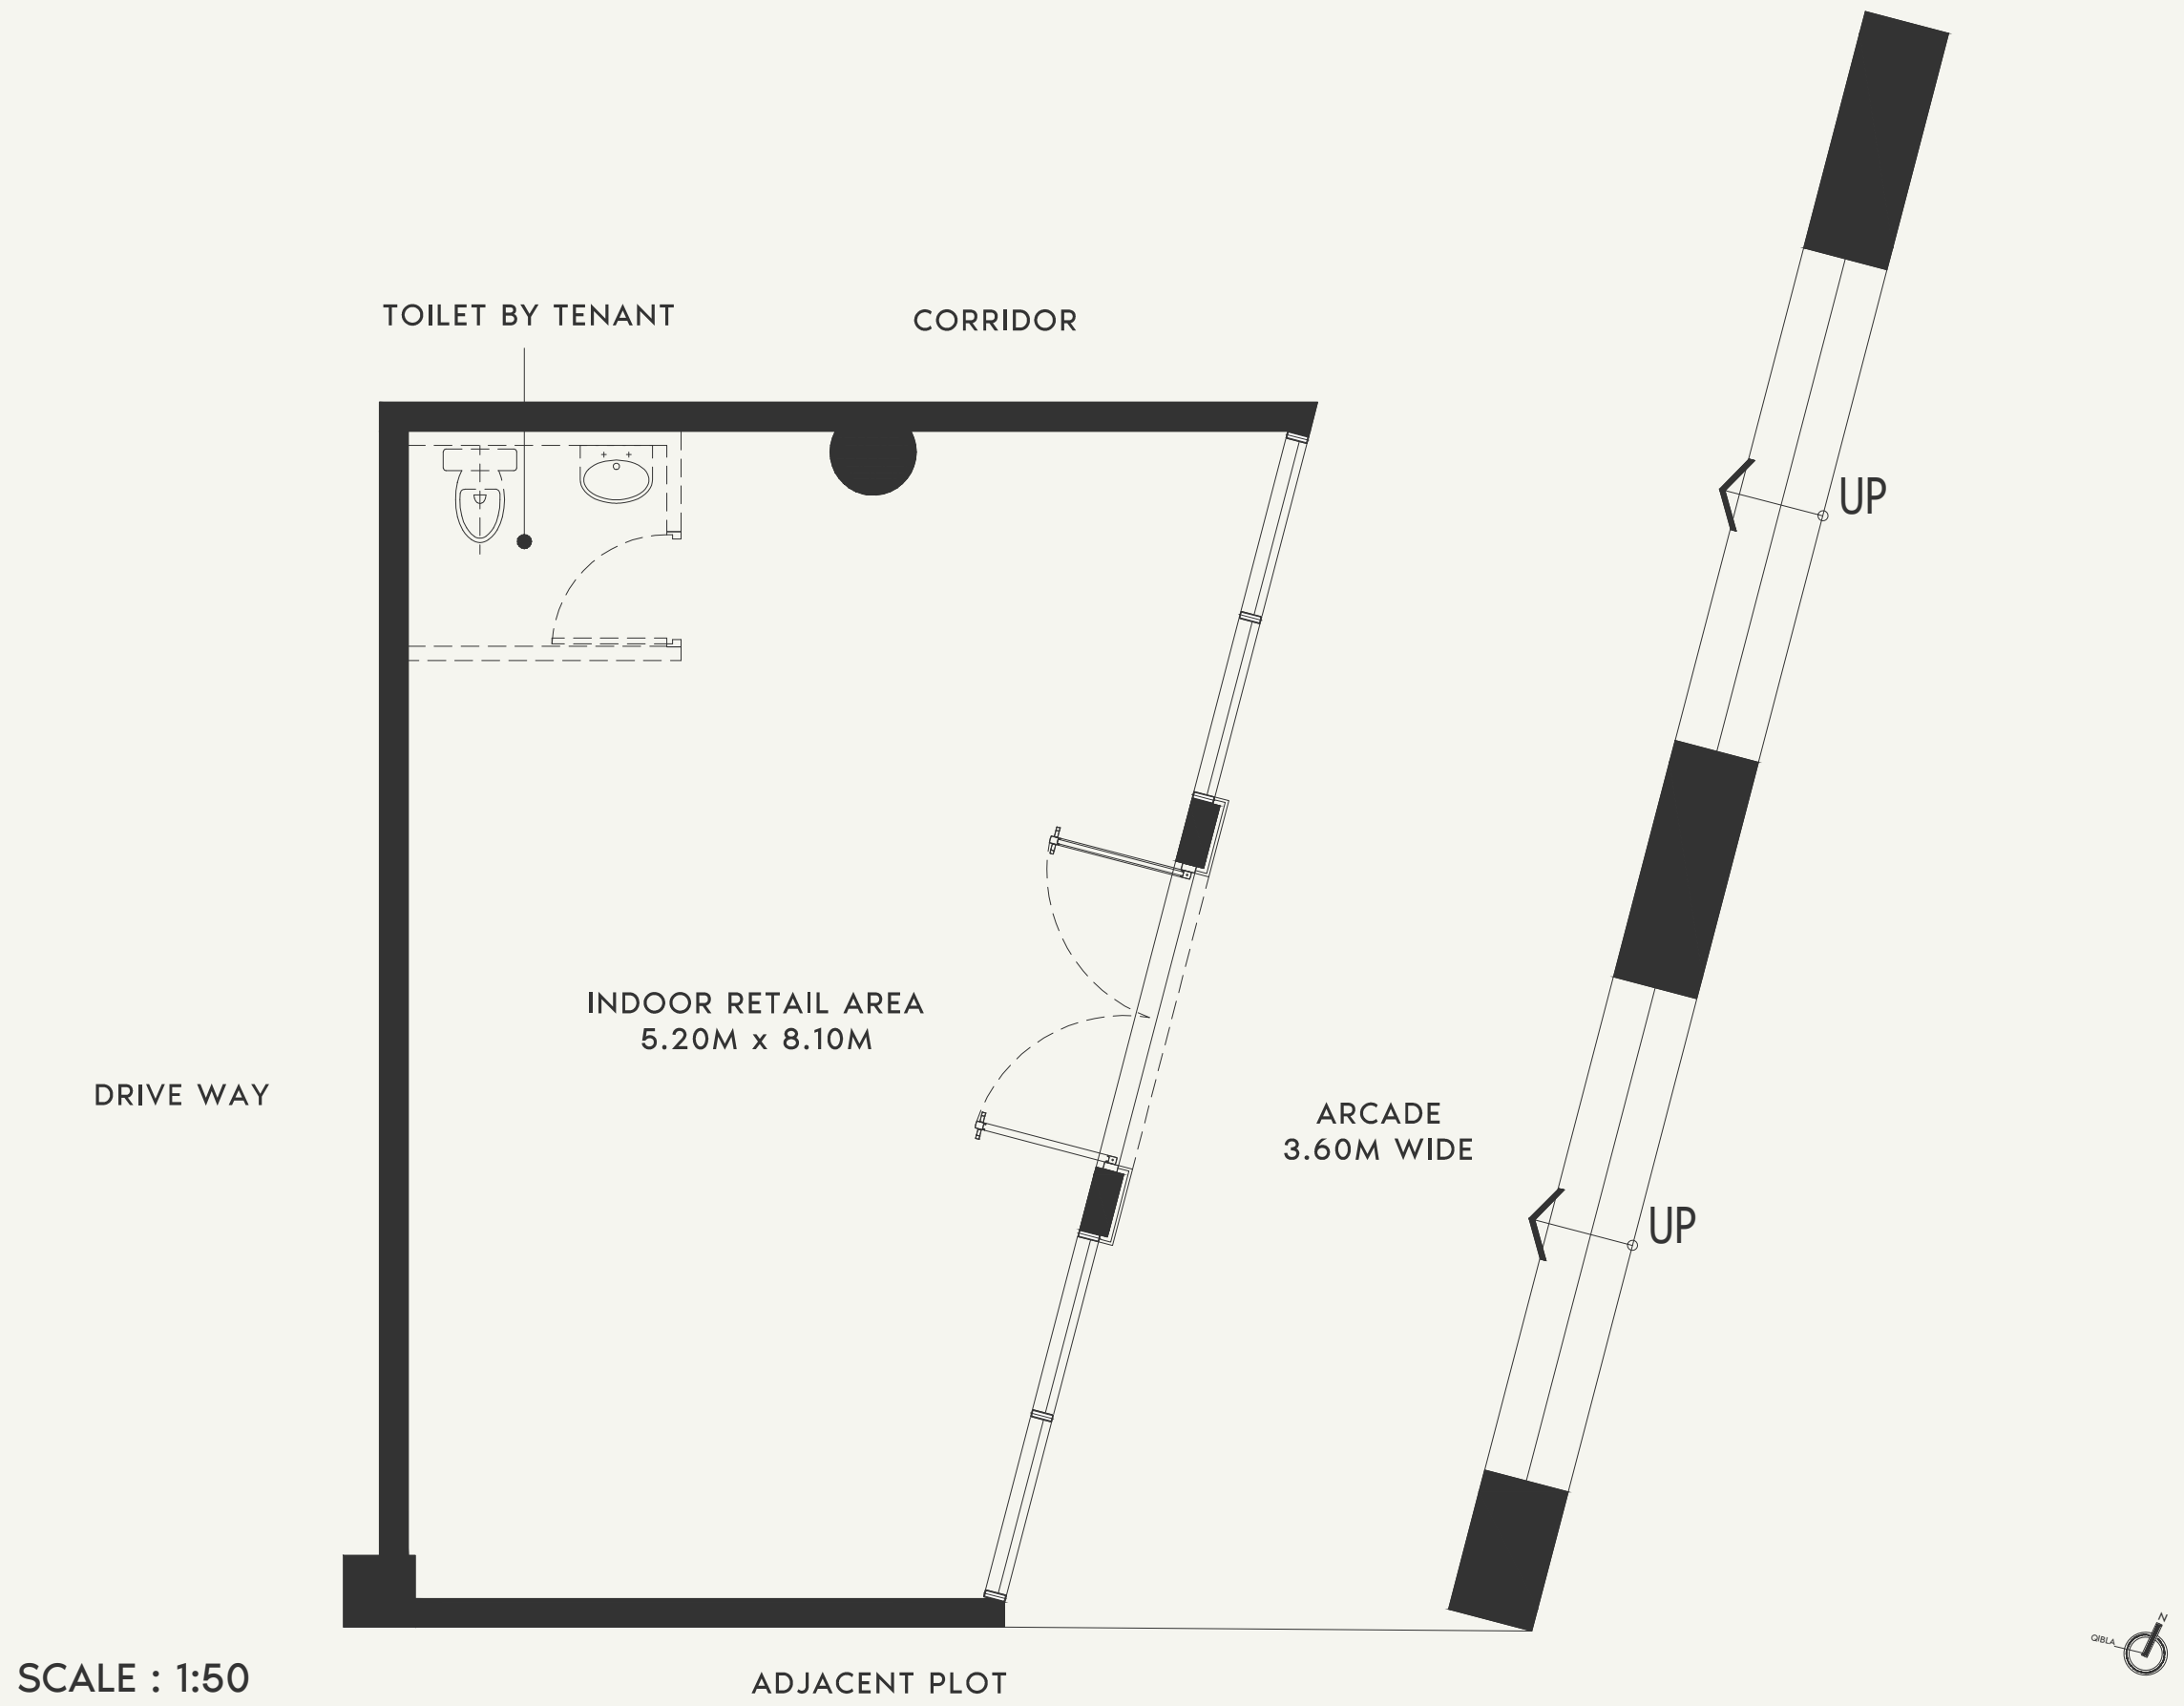 TOILET BY TENANT
CORRIDOR
UP
INDOOR RETAIL AREA
5.20M x 8.10M
DRIVE WAY
ARCADE
3.60M WIDE
UP
N
QIBLA
SCALE : 1:50
ADJACENT PLOT